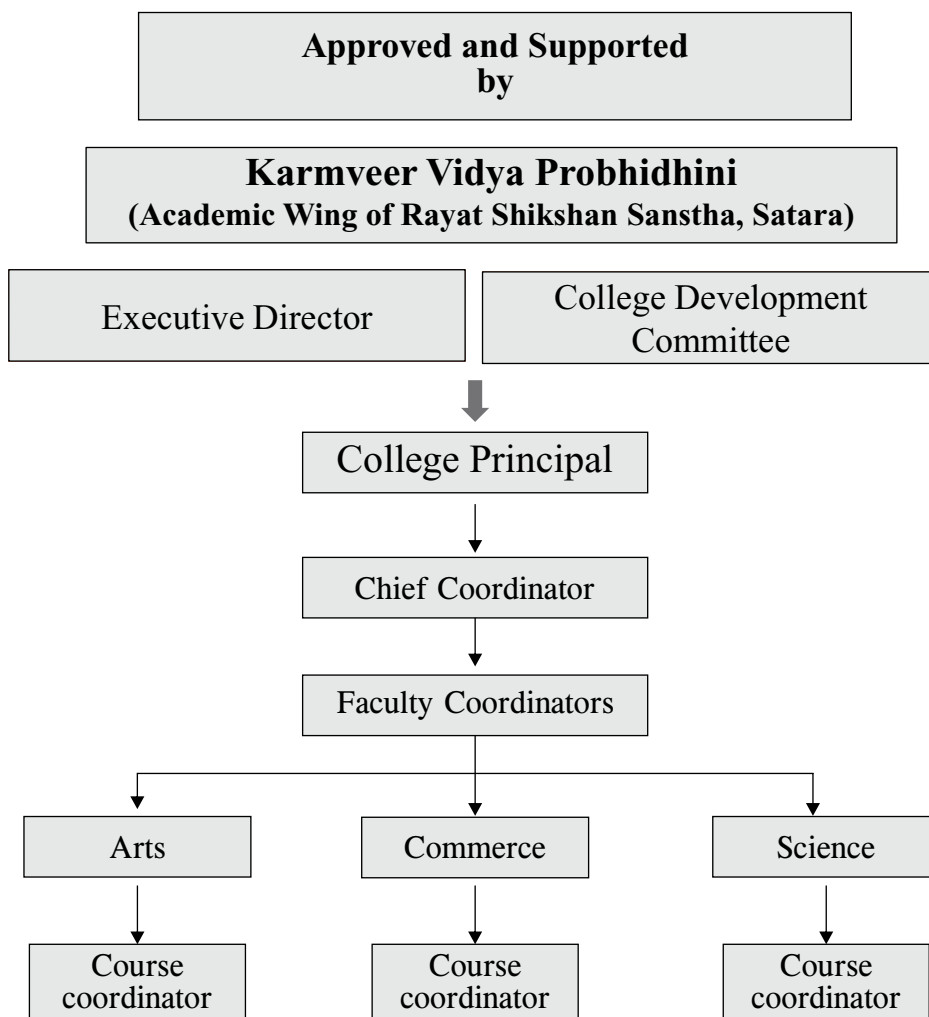 Approved and Supported
by
Karmveer Vidya Probhidhini
(Academic Wing of Rayat Shikshan Sanstha, Satara)
Executive Director
College Development
Committee
College Principal
Chief Coordinator
Faculty Coordinators
Arts
Commerce
Science
Course
coordinator
Course
coordinator
Course
coordinator